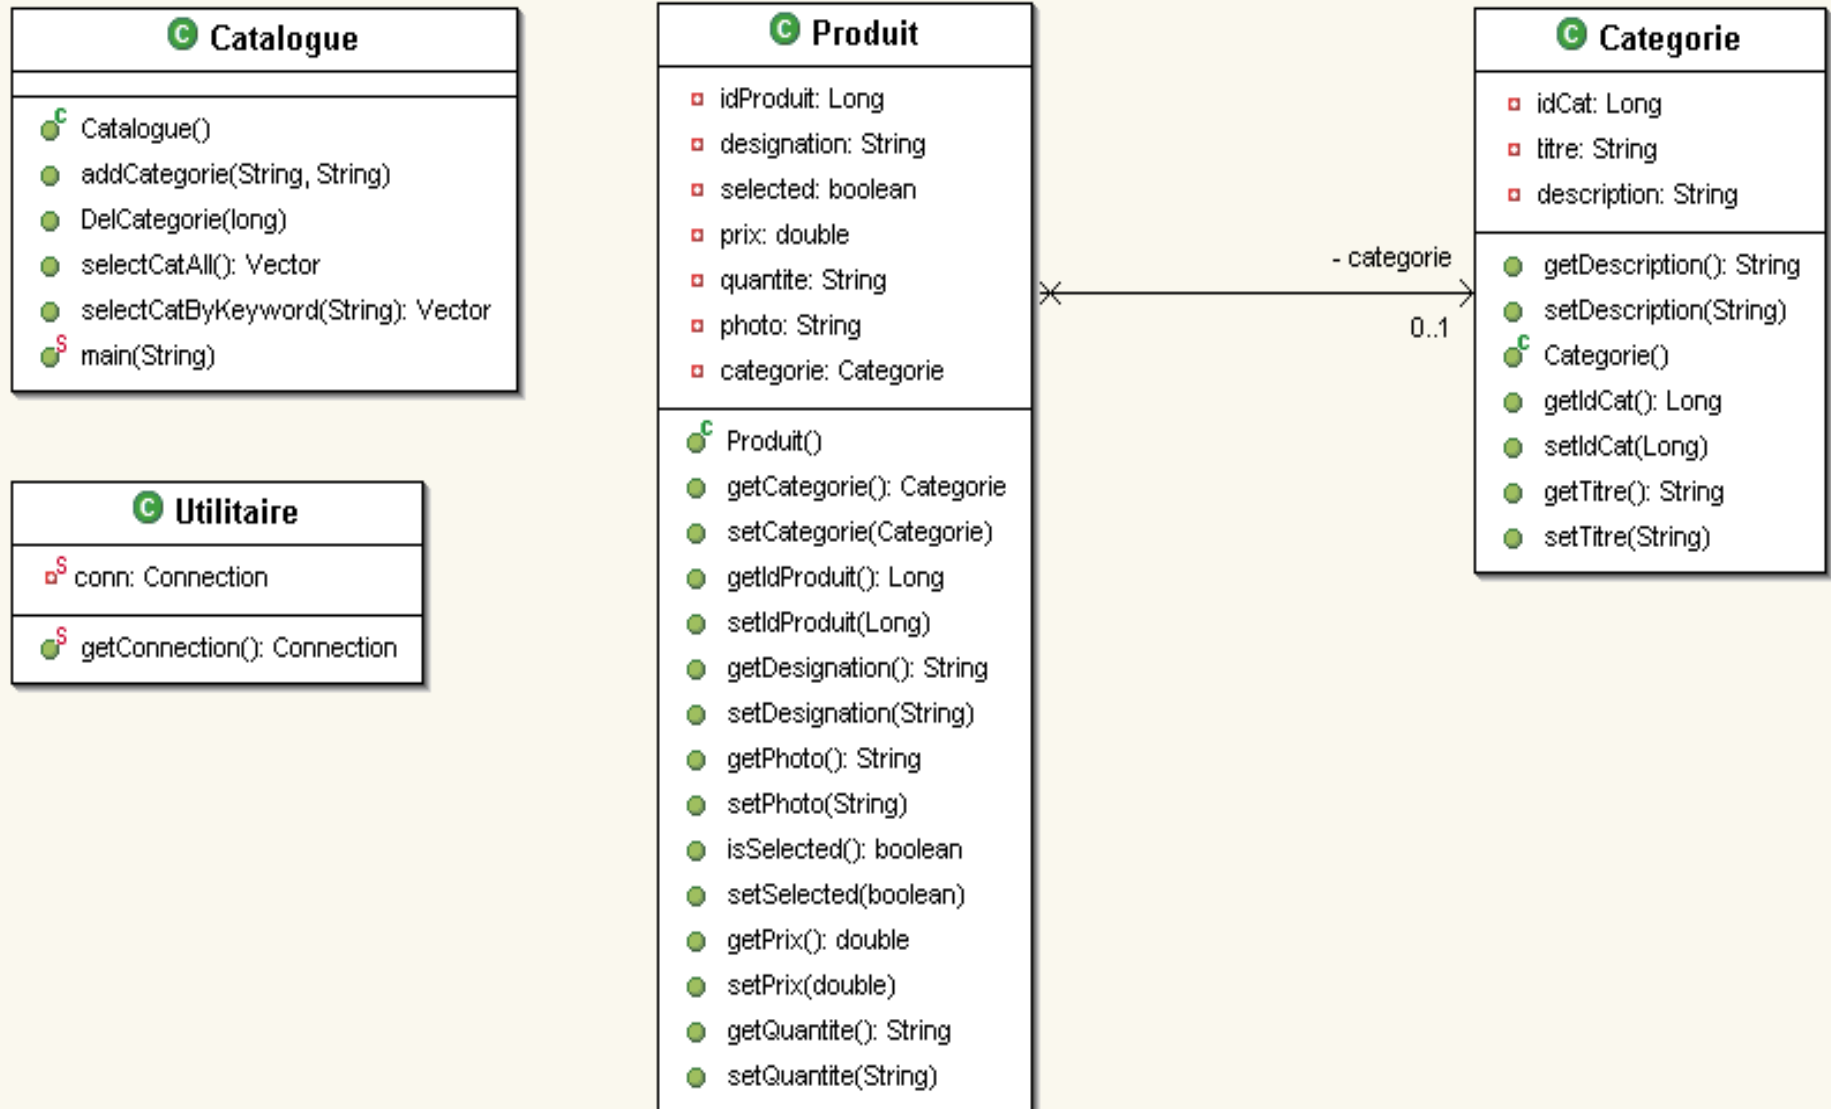 Catalogue
Catalogue()
addCategorie(String, String)
DelCategorie(long)
selectCatAll(): Vector
selectCatByKeyword(String): Vector
main(String)
Utilitaire
conn: Connection
getConnection(): Connection
Produit
idProduit: Long
designation: String
selected: boolean
prix: double
quantite: String
photo: String
categorie: Categorie
Produit()
getCategorie(): Categorie
setCategorie(Categorie)
getIdProduit(): Long
setIdProduit(Long)
getDesignation(): String
setDesignation(String)
getPhoto(): String
setPhoto(String)
isSelected(): boolean
setSelected(boolean)
getPrix(): double
setPrix(double)
getQuantite(): String
setQuantite(String)
- categorie
0..1
Categorie
idCat: Long
titre: String
description: String
getDescription(): String
setDescription(String)
Categorie()
getIdCat(): Long
setIdCat(Long)
getTitre(): String
setTitre(String)